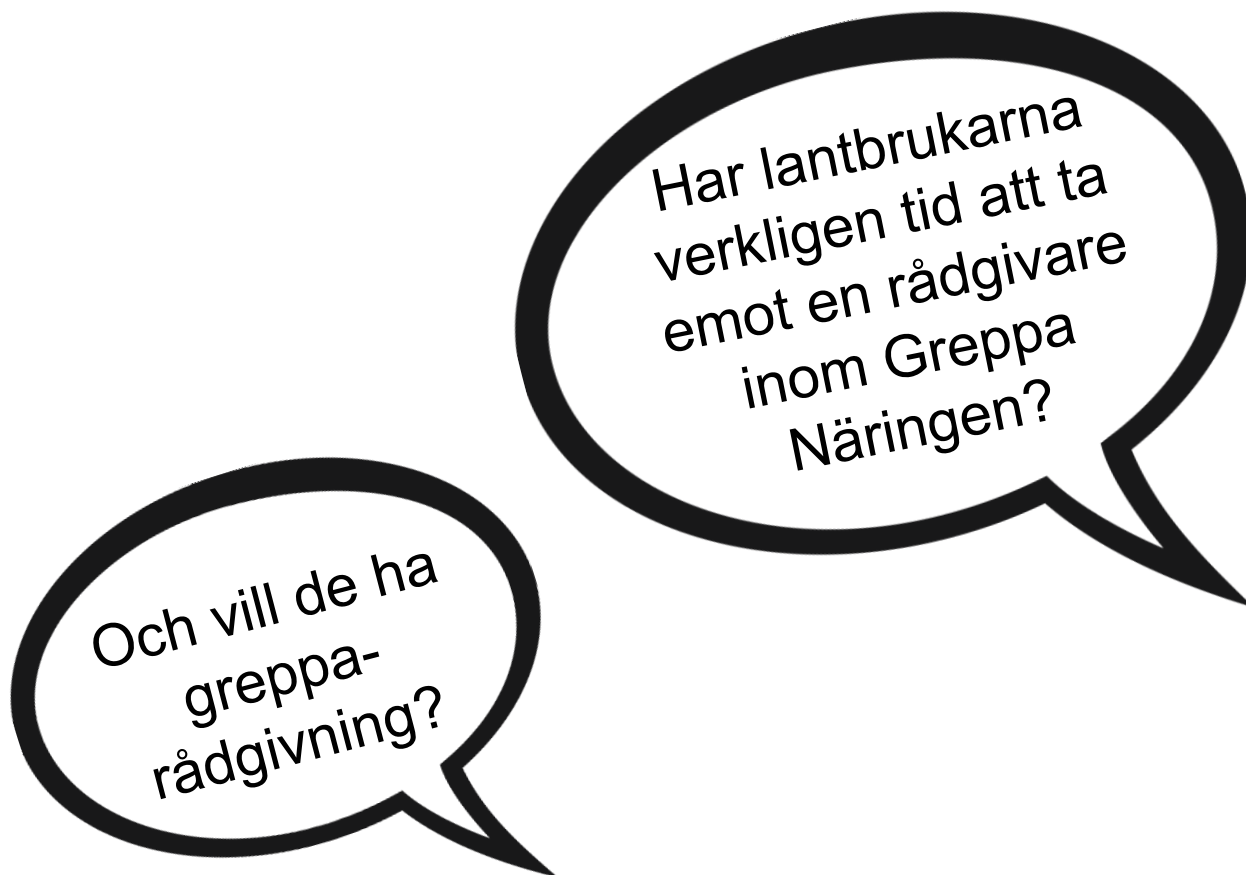 Har lantbrukarna
verkligen tid att ta
emot en rådgivare
inom Greppa
Näringen?
Och vill de ha
greppa-
rådgivning?